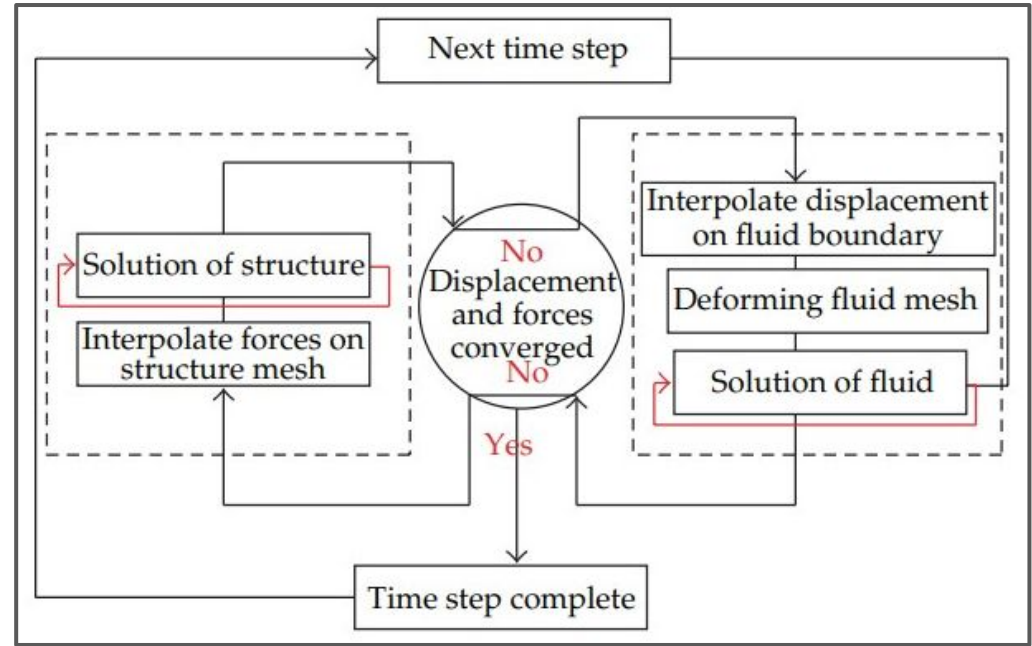 Next time step
Solution of structure
Interpolate forces on
structure mesh
No
Displacement
and forces
converged
No
Yes
Interpolate displacement
on fluid boundary
Deforming fluid mesh
Solution of fluid
Time step complete